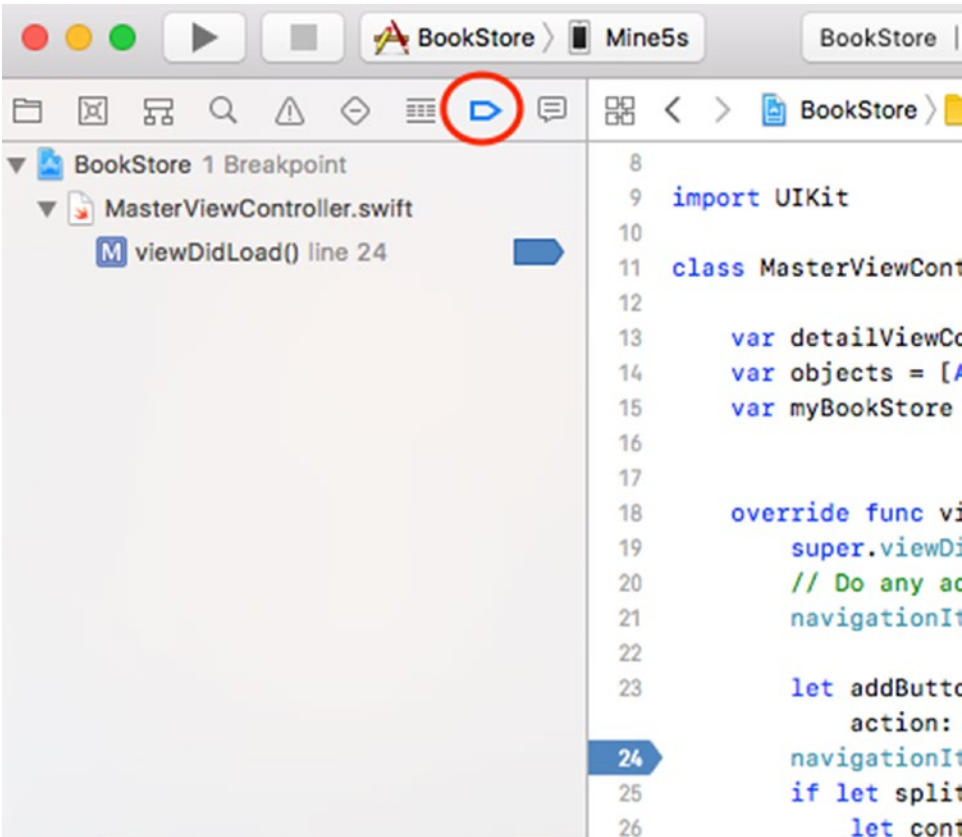 BookStore Mine5s BookStore
BookStore
BookStore 1 Breakpoint
MasterViewController.swift
M viewDidLoad() line 24
8
9 import UIKit
10
11 class MasterViewCont
12
13 var detailViewCo
14 var objects = [A
15 var myBookStore
16
17
18 override func vi
19 super.viewDi
20 // Do any ad
21 navigationIt
22
23 let addButto
action:
24 navigationIt
25 if let split
26 let cont